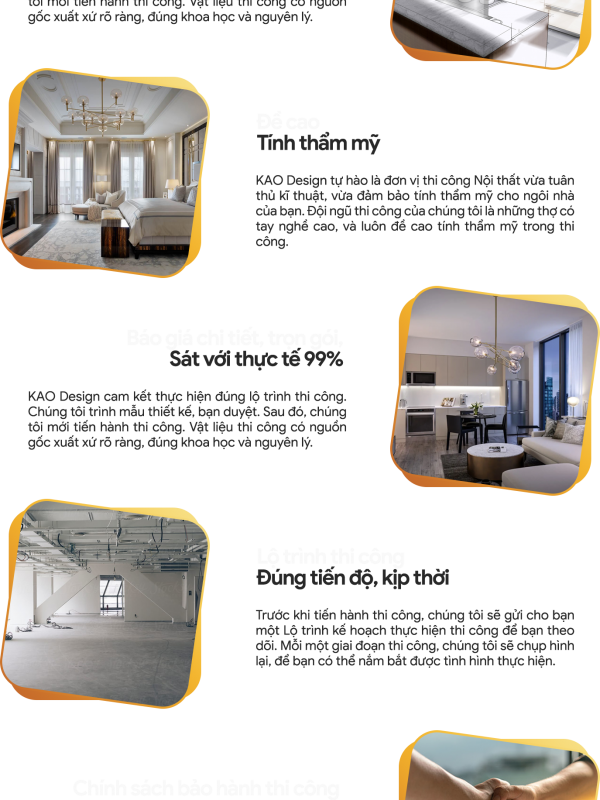 tôi mới tiến hành thi công. Vật liệu thi công có nguồn
gốc xuất xứ rõ ràng, đúng khoa học và nguyên lý.
Đề cao
Tính thẩm mỹ
KAO Design tự hào là đơn vị thi công Nội thất vừa tuân
thủ kĩ thuật, vừa đảm bảo tính thẩm mỹ cho ngôi nhà
của bạn. Đội ngũ thi công của chúng tôi là những thợ có
tay nghề cao, và luôn đề cao tính thẩm mỹ trong thi
công.
Báo giá chi tiết, trọn gói,
Sát với thực tế 99%
KAO Design cam kết thực hiện đúng lộ trình thi công.
Chúng tôi trình mẫu thiết kế, bạn duyệt. Sau đó, chúng
tôi mới tiến hành thi công. Vật liệu thi công có nguồn
gốc xuất xứ rõ ràng, đúng khoa học và nguyên lý.
Lộ trình thi công
Đúng tiến độ, kịp thời
Trước khi tiến hành thi công, chúng tôi sẽ gửi cho bạn
một Lộ trình kế hoạch thực hiện thi công để bạn theo
dõi. Mỗi một giai đoạn thi công, chúng tôi sẽ chụp hình
lại, để bạn có thể nắm bắt được tình hình thực hiện.
Chính sách bảo hành thi công